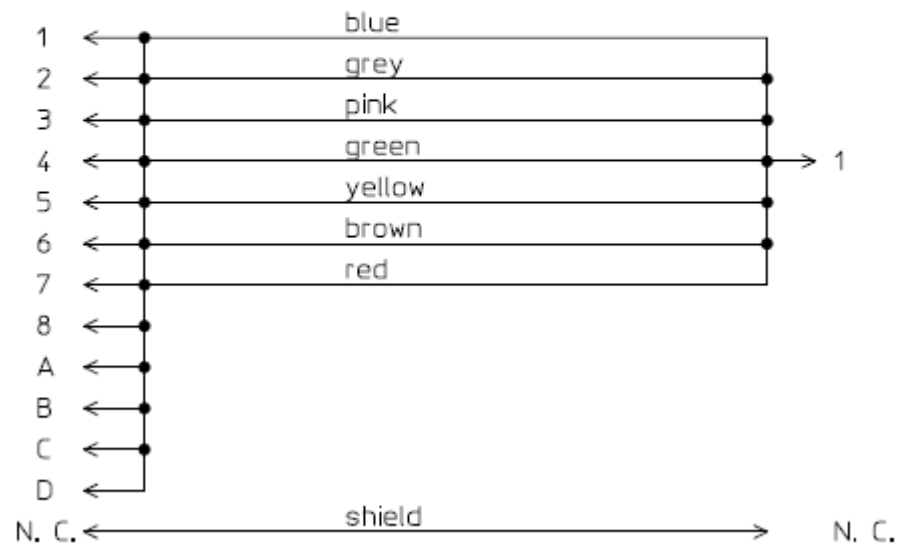 blue
1
grey
2
pink
3
green
4 1
yellow
5
brown
6
red
7
8
A
B
C
D
shield
N. C. N. C.